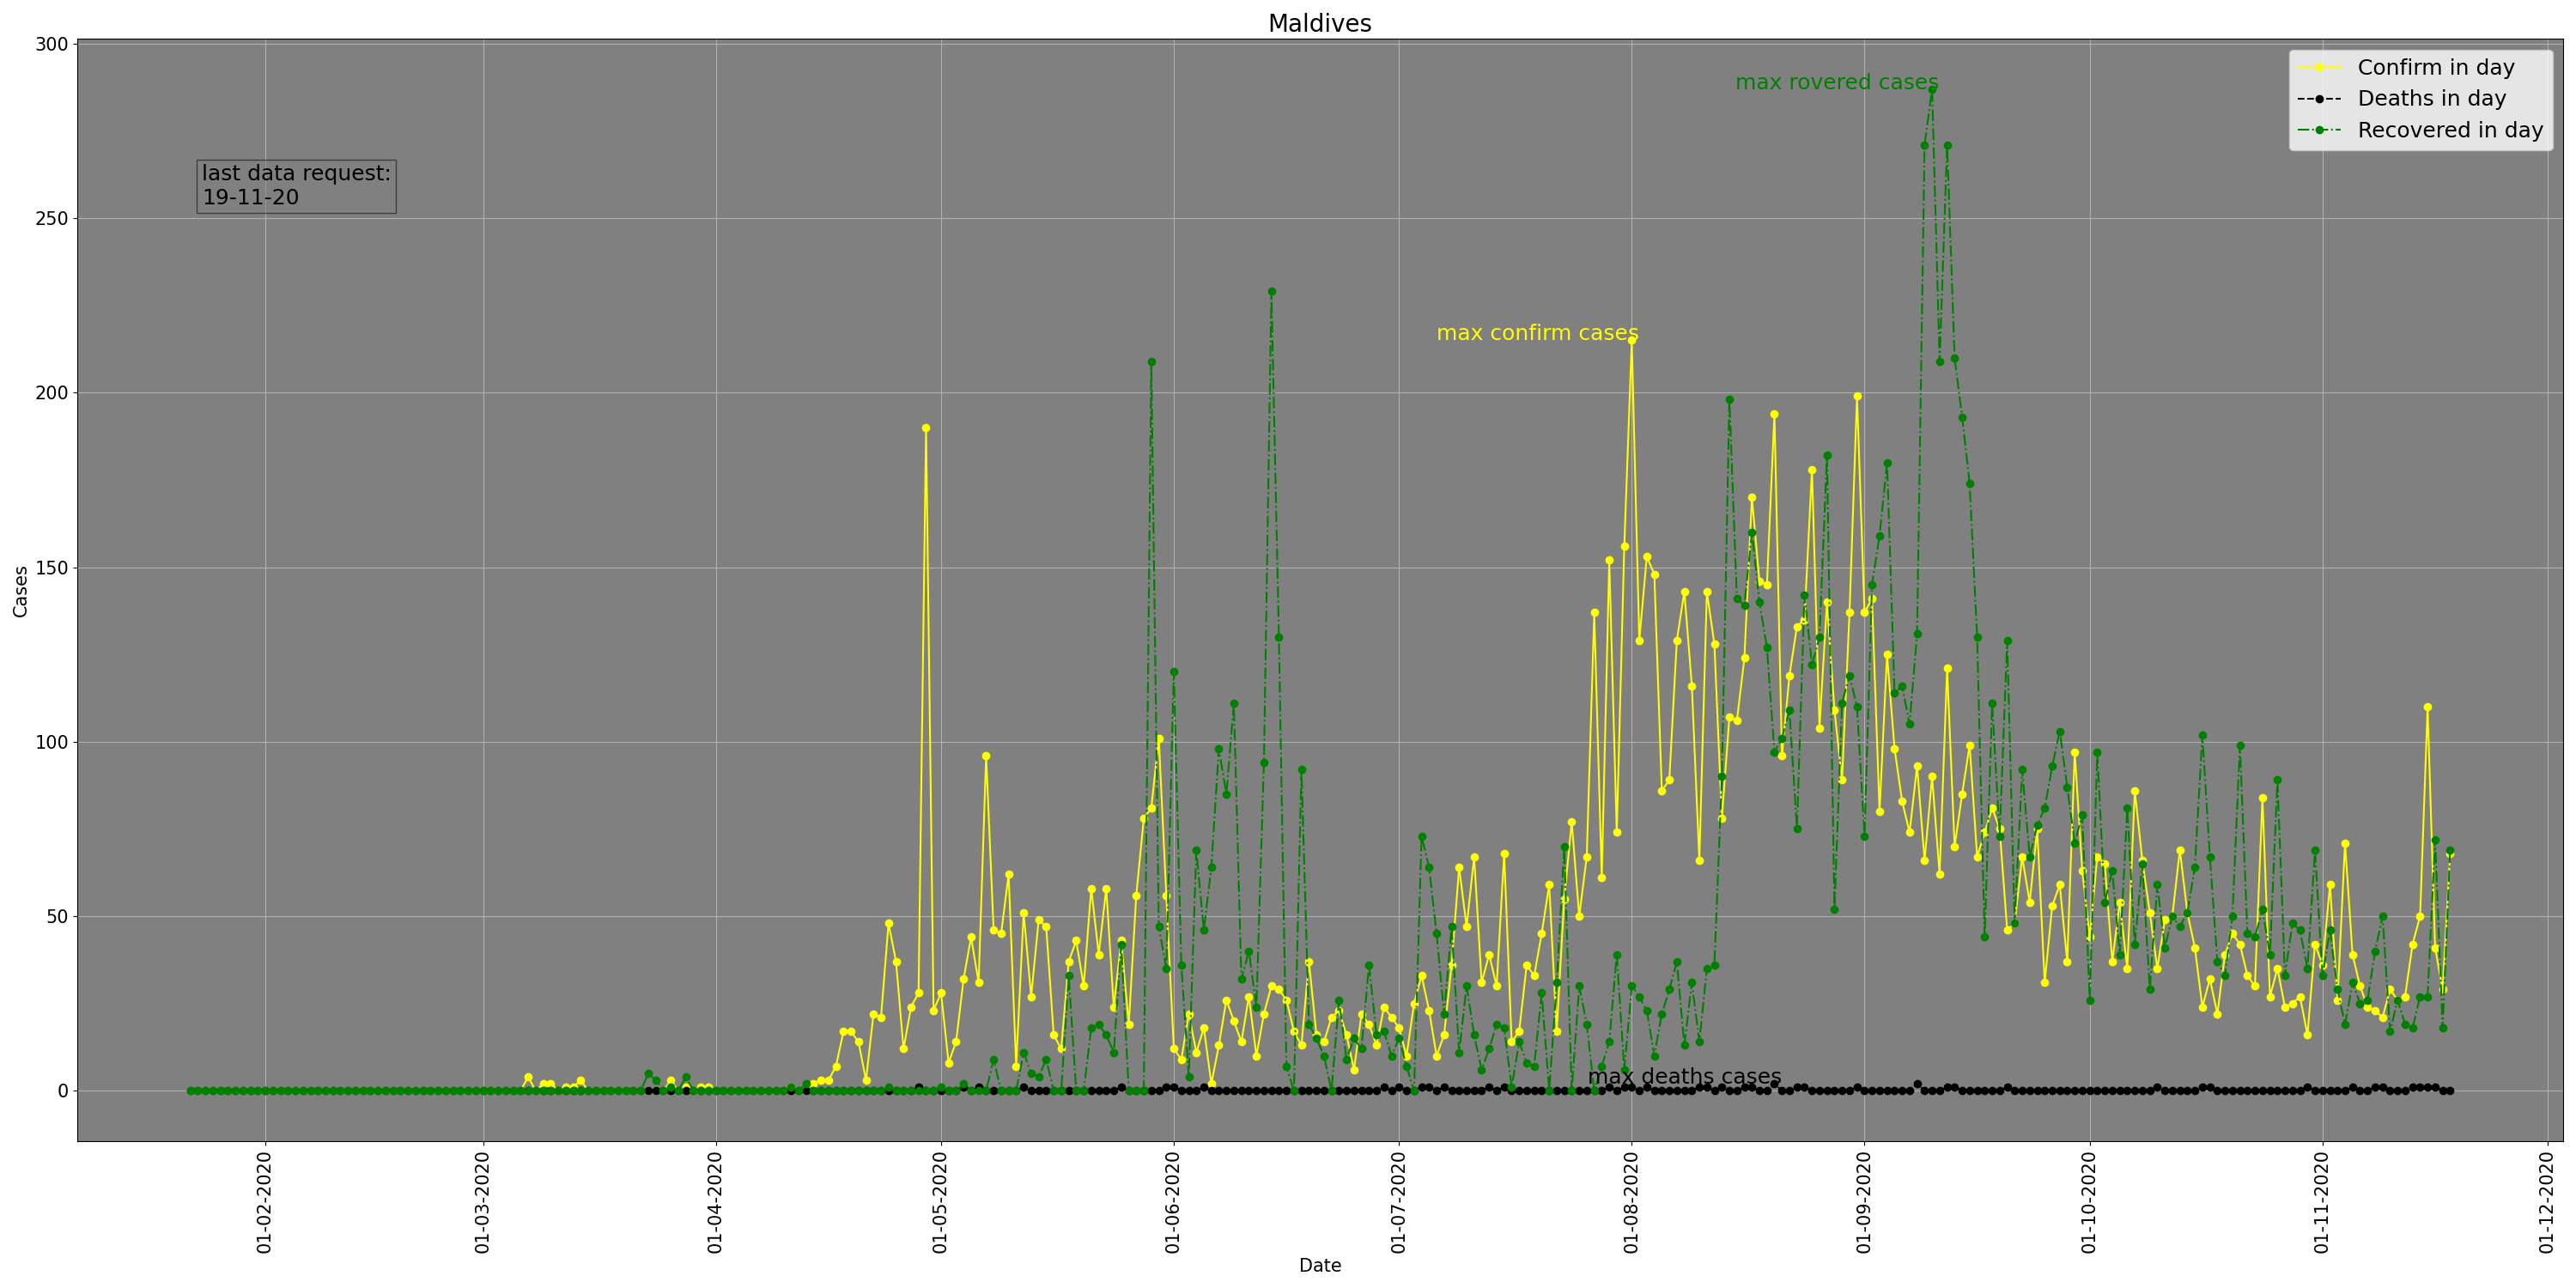 Maldives
300
250
200
150
100
50
0
Cases
last data request:
19-11-20
max rovered cases
max confirm cases
max deaths cases
Confirm in day
Deaths in day
Recovered in day
01-02-2020
01-03-2020
01-04-2020
01-05-2020
01-06-2020
01-07-2020
01-08-2020
01-09-2020
01-10-2020
01-11-2020
01-12-2020
Date